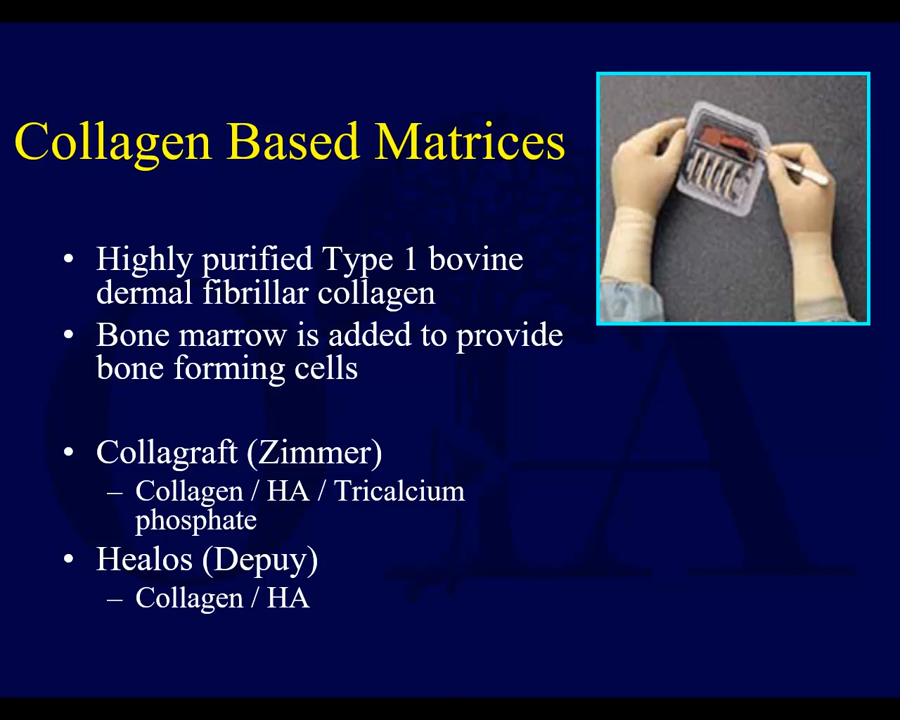 Collagen Based Matrices
• Highly purified Type 1 bovine
dermal fibrillar collagen
• Bone marrow is added to provide
bone forming cells
• Collagraft (Zimmer)
– Collagen / HA / Tricalcium
phosphate
• Healos (Depuy)
– Collagen / HA
OTA